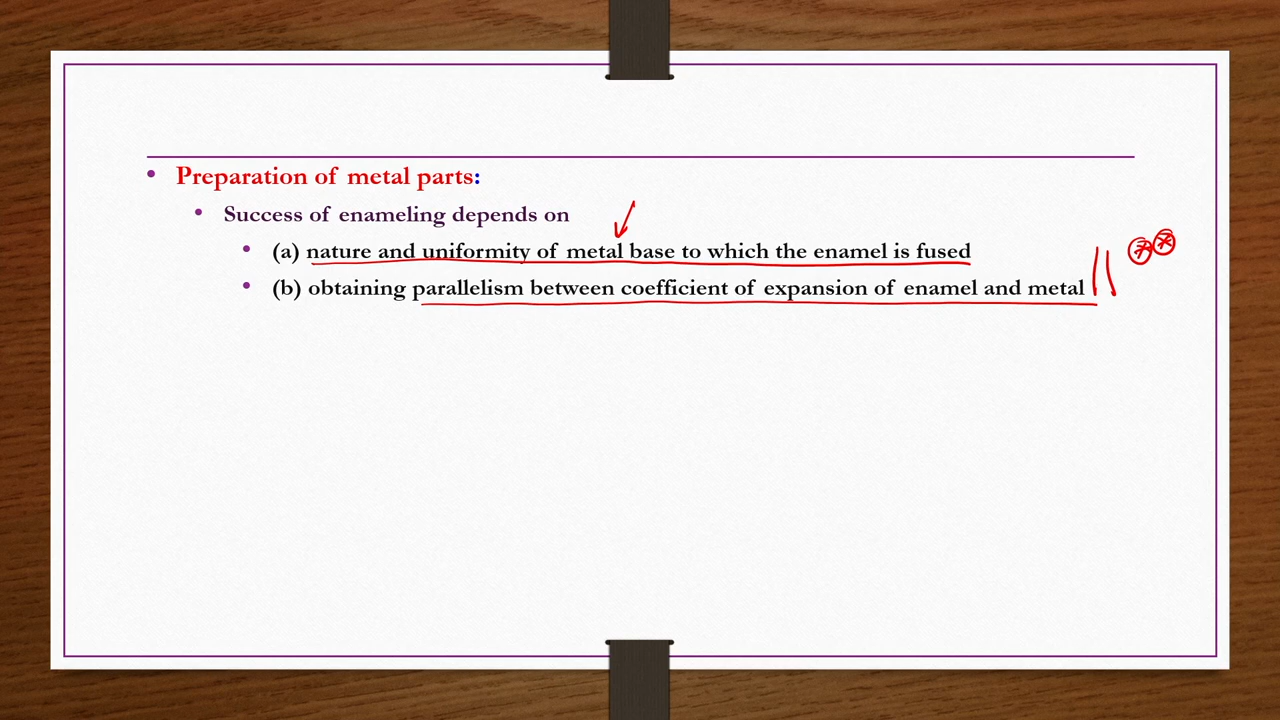 • Preparation of metal parts:
• Success of enameling depends on
• (a) nature and uniformity of metal base to which the enamel is fused
• (b) obtaining parallelism between coefficient of expansion of enamel and metal